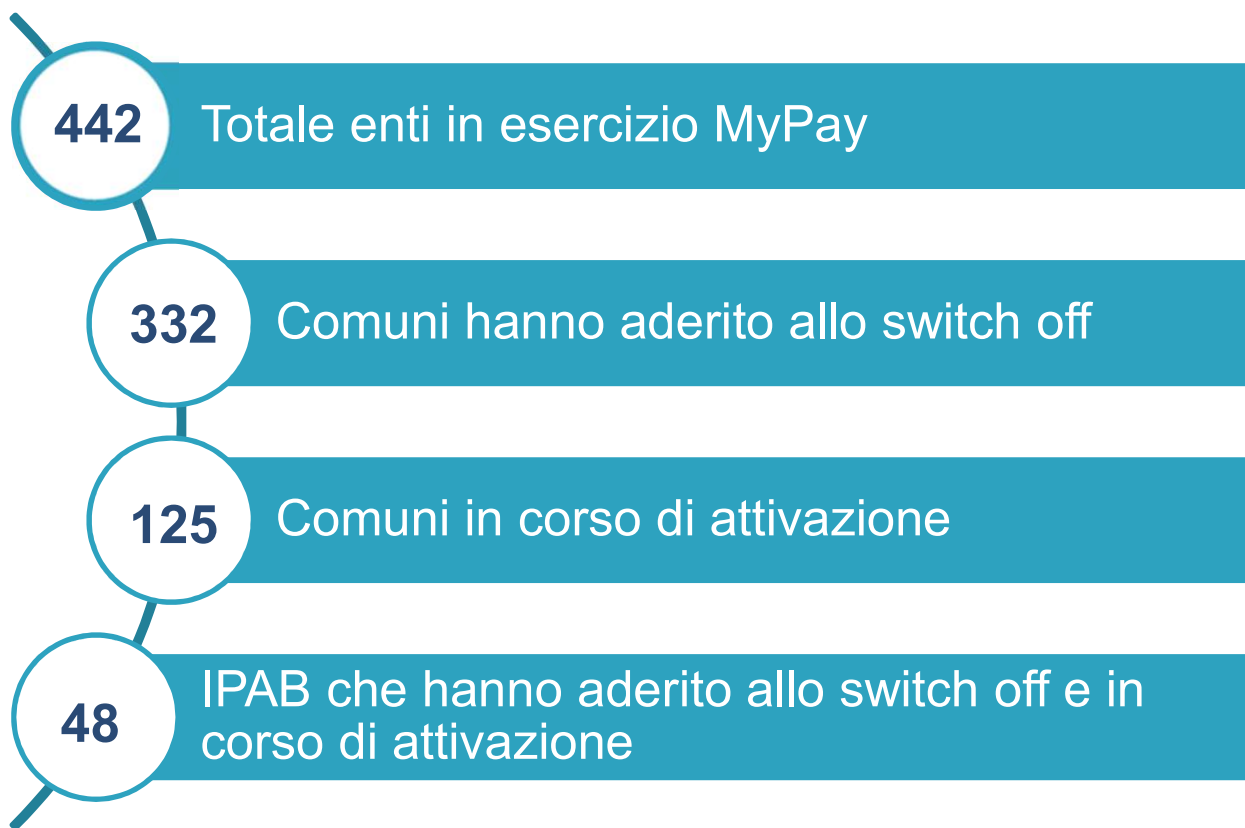 442
Totale enti in esercizio MyPay
332
Comuni hanno aderito allo switch off
125
Comuni in corso di attivazione
48
IPAB che hanno aderito allo switch off e in
corso di attivazione